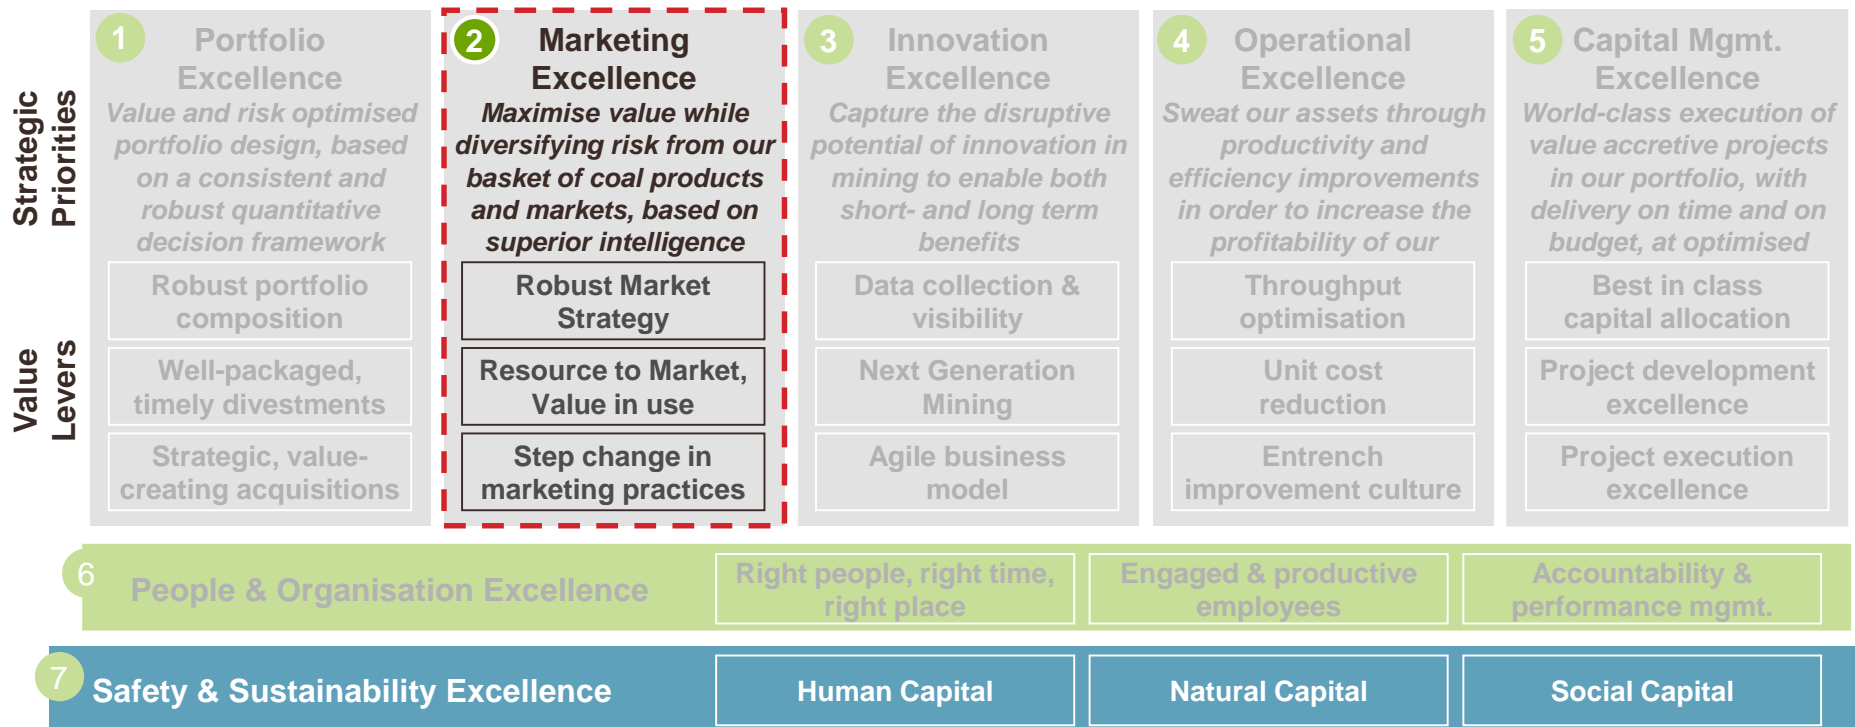 Strategic
Priorities
1
Portfolio
Excellence
Value and risk optimised
portfolio design, based
on a consistent and
robust quantitative
decision framework
2
Marketing
Excellence
Maximise value while
diversifying risk from our
basket of coal products
and markets, based on
superior intelligence
3
Innovation
Excellence
Capture the disruptive
potential of innovation in
mining to enable both
short- and long term
benefits
4
Operational
Excellence
Sweat our assets through
productivity and
efficiency improvements
in order to increase the
profitability of our
5
Capital Mgmt.
Excellence
World-class execution of
value accretive projects
in our portfolio, with
delivery on time and on
budget, at optimised
Value
Levers
Robust portfolio
composition
Well-packaged,
timely divestments
Strategic, value-
creating acquisitions
Robust Market
Strategy
Resource to Market,
Value in use
Step change in
marketing practices
Data collection &
visibility
Next Generation
Mining
Agile business
model
Throughput
optimisation
Unit cost
reduction
Entrench
improvement culture
Best in class
capital allocation
Project development
excellence
Project execution
excellence
6
People & Organisation Excellence
Right people, right time,
right place
Engaged & productive
employees
Accountability &
performance mgmt.
7
Safety & Sustainability Excellence
Human Capital
Natural Capital
Social Capital